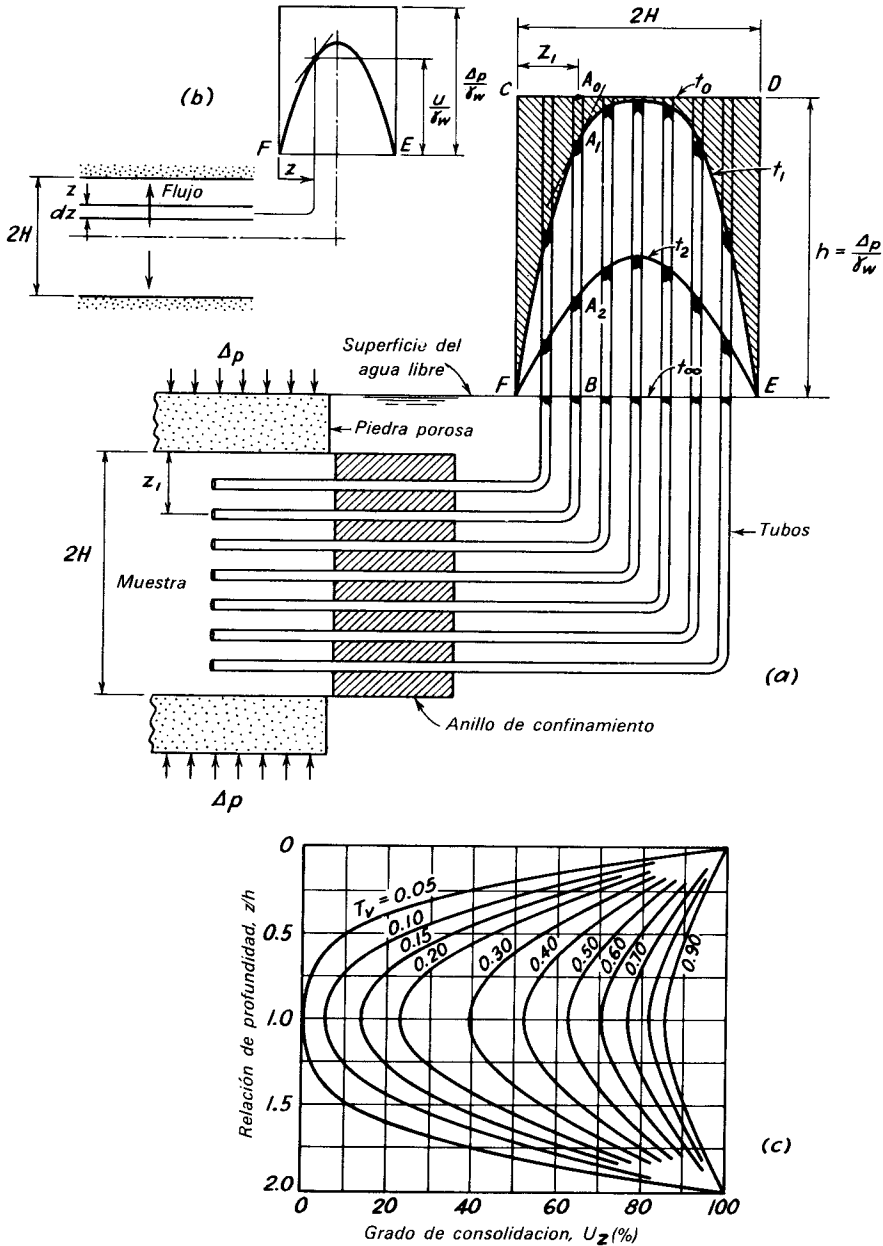 (b)
F
E
z
u/γw
Δp/γw
z
dz
Flujo
2H
2H
z₁
C
A₀
t₀
D
A₁
t₁
t₂
A₂
h = Δp/γw
F
B
t∞
E
Δp
Superficie del
agua libre
Piedra porosa
z₁
2H
Muestra
Tubos
(a)
Anillo de confinamiento
Δp
Relación de profundidad, z/h
0
0.5
1.0
1.5
2.0
Tv = 0.05
0.10
0.15
0.20
0.30
0.40
0.50
0.60
0.70
0.90
(c)
0
20
40
60
80
100
Grado de consolidacion, Uz(%)